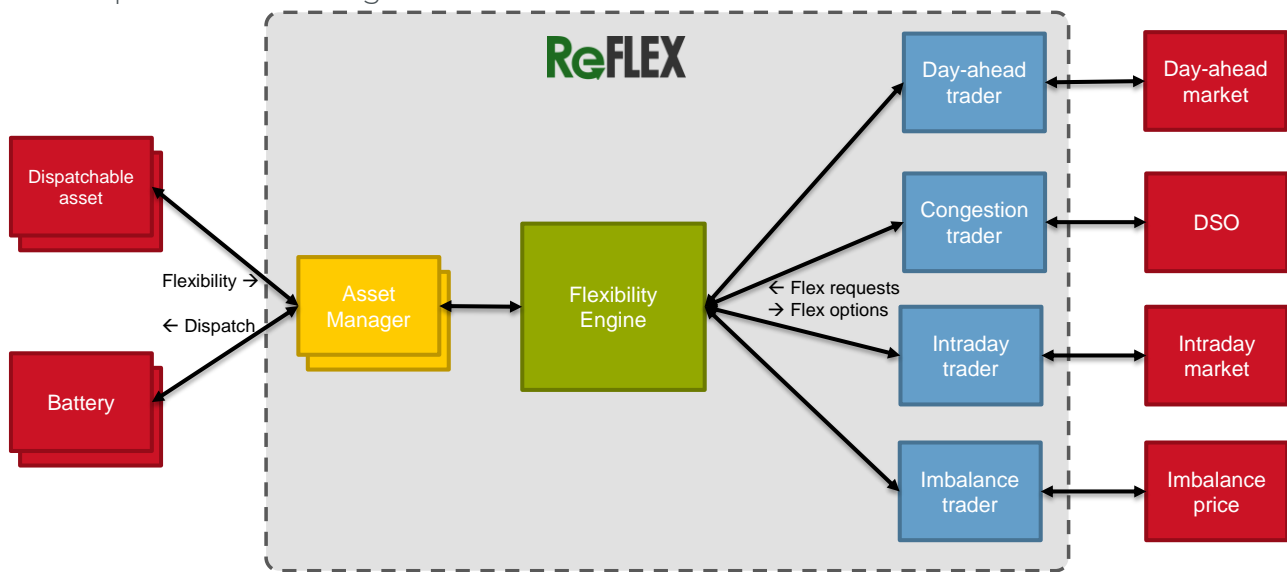 ReFLEX
Day-ahead
trader
Day-ahead
market
Dispatchable
asset
Congestion
trader
DSO
Flexibility →
Asset
Manager
Flexibility
Engine
← Flex requests
→ Flex options
← Dispatch
Intraday
trader
Intraday
market
Battery
Imbalance
trader
Imbalance
price